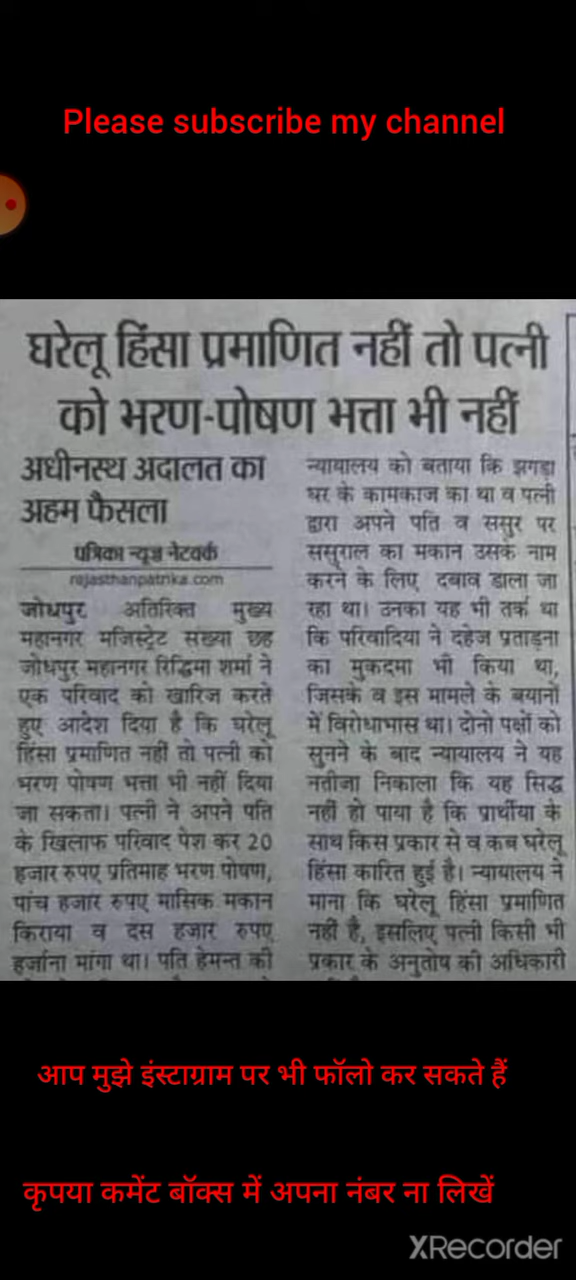 Please subscribe my channel
घरेलू हिंसा प्रमाणित नहीं तो पत्नी
को भरण-पोषण भत्ता भी नहीं
अधीनस्थ अदालत का
अहम फैसला
पत्रिका न्यूज नेटवर्क
rajasthanpatrika.com
जोधपुर अतिरिक्त मुख्य
महानगर मजिस्ट्रेट संख्या छह
जोधपुर महानगर रिद्धिमा शर्मा ने
एक परिवाद को खारिज करते
हुए आदेश दिया है कि घरेलू
हिंसा प्रमाणित नहीं तो पत्नी को
भरण पोषण भत्ता भी नहीं दिया
जा सकता। पत्नी ने अपने पति
के खिलाफ परिवाद पेश कर 20
हजार रुपए प्रतिमाह भरण पोषण,
पांच हजार रुपए मासिक मकान
किराया व दस हजार रुपए
हर्जाना मांगा था। पति हेमन्त की
न्यायालय को बताया कि झगड़ा
घर के कामकाज का था व पत्नी
द्वारा अपने पति व ससुर पर
ससुराल का मकान उसके नाम
करने के लिए दबाव डाला जा
रहा था। उनका यह भी तर्क था
कि परिवादिया ने दहेज प्रताड़ना
का मुकदमा भी किया था,
जिसके व इस मामले के बयानों
में विरोधाभास था। दोनो पक्षों को
सुनने के बाद न्यायालय ने यह
नतीजा निकाला कि यह सिद्ध
नहीं हो पाया है कि प्रार्थीया के
साथ किस प्रकार से व कब घरेलू
हिंसा कारित हुई है। न्यायालय ने
माना कि घरेलू हिंसा प्रमाणित
नहीं है, इसलिए पत्नी किसी भी
प्रकार के अनुतोष की अधिकारी
आप मुझे इंस्टाग्राम पर भी फॉलो कर सकते हैं
कृपया कमेंट बॉक्स में अपना नंबर ना लिखें
XRecorder